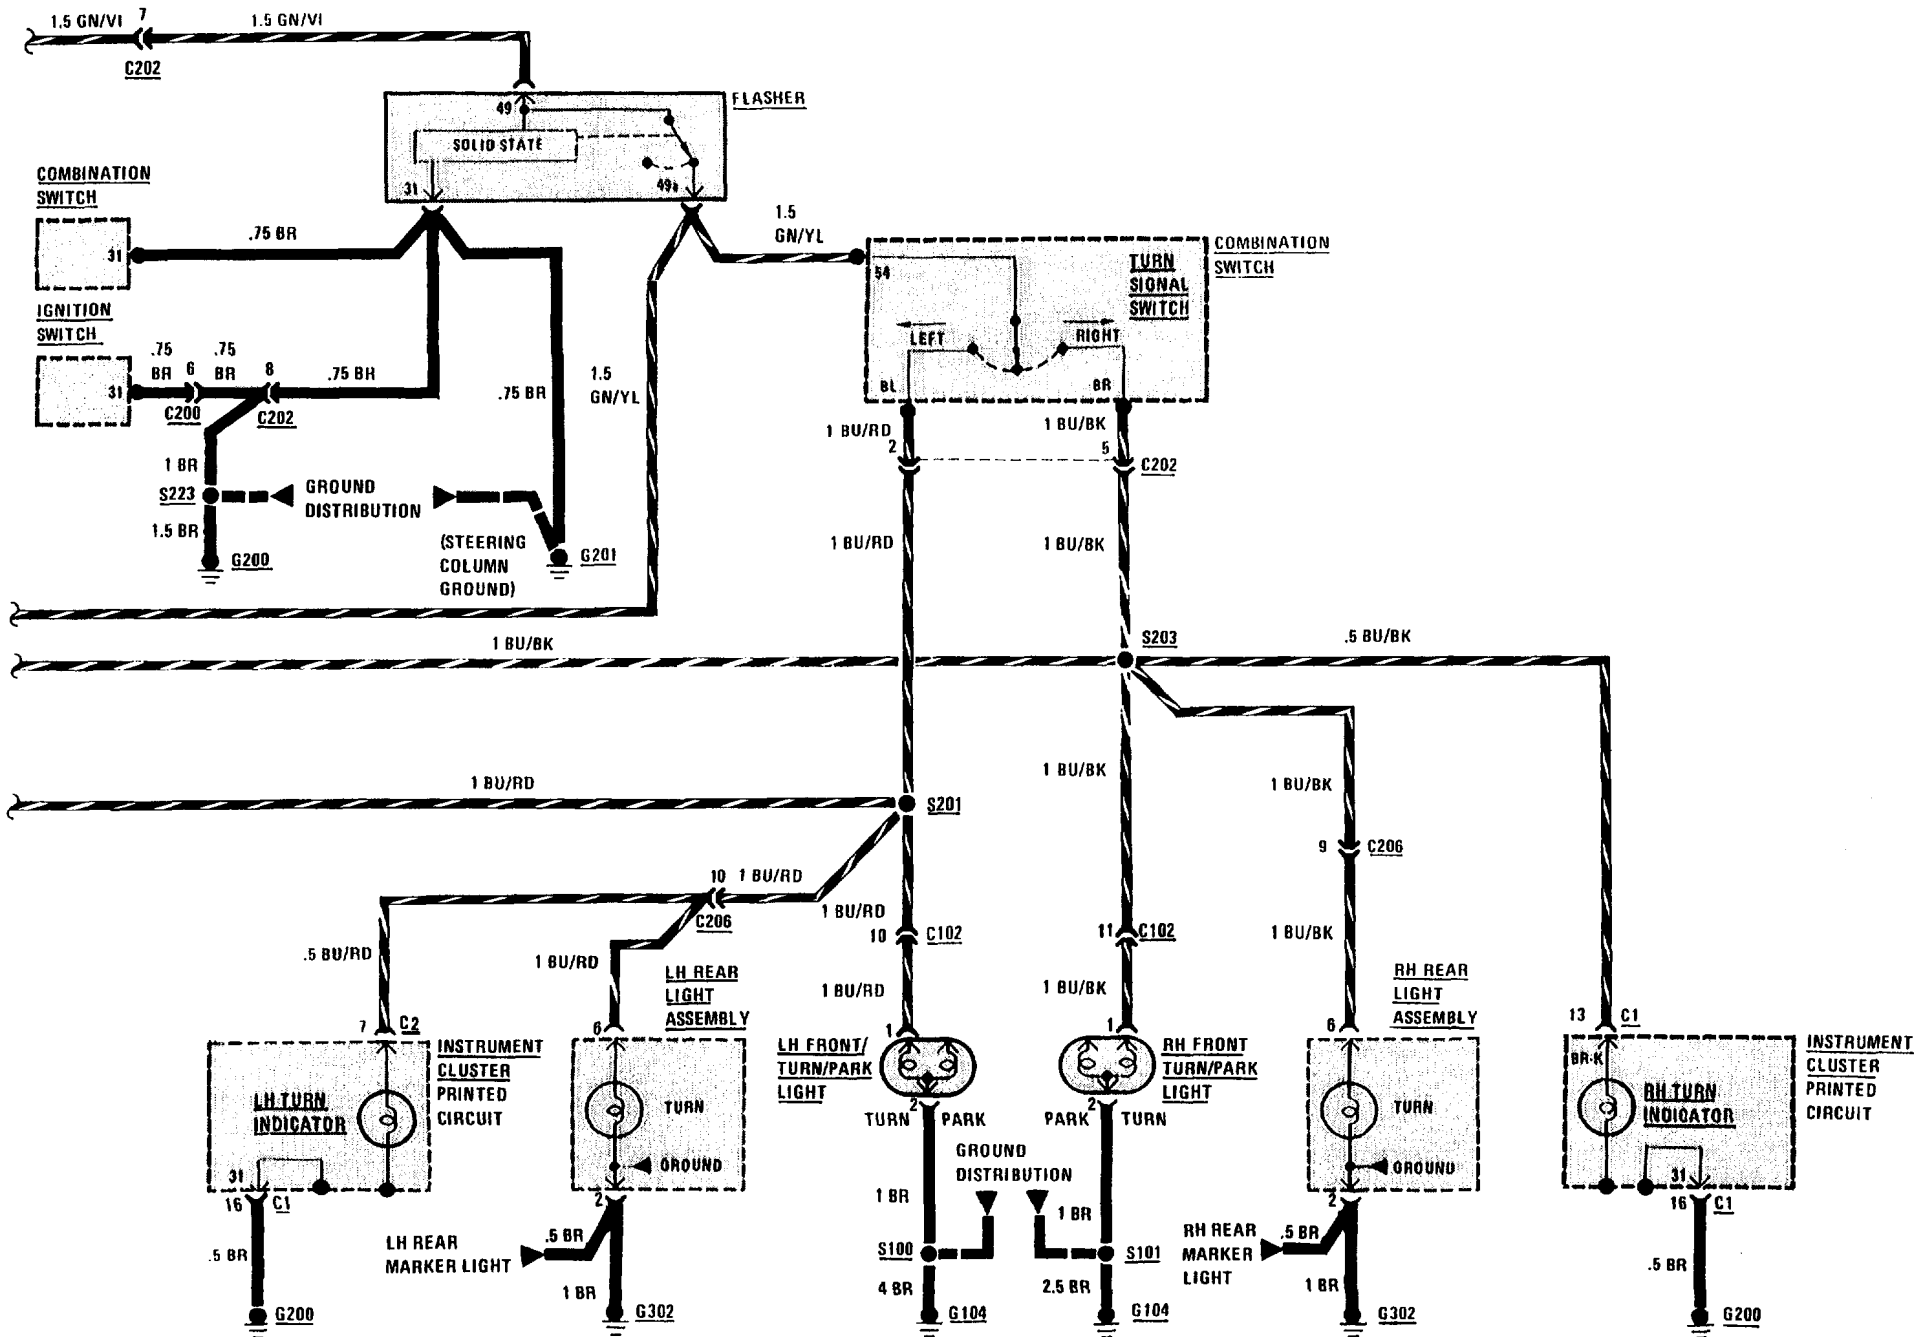 1.5 GN/VI
7
1.5 GN/VI
C202
FLASHER
49
SOLID STATE
31
49a
COMBINATION
SWITCH
31
.75 BR
1.5
GN/YL
COMBINATION
SWITCH
54
TURN
SIGNAL
SWITCH
LEFT
RIGHT
BL
BR
IGNITION
SWITCH
31
.75
BR
6
.75
BR
8
.75 BR
C200
C202
.75 BR
1.5
GN/YL
1 BU/RD
2
1 BU/BK
5
C202
1 BR
S223
GROUND
DISTRIBUTION
1.5 BR
G200
(STEERING
COLUMN
GROUND)
G201
1 BU/RD
1 BU/BK
1 BU/BK
S203
.5 BU/BK
1 BU/RD
S201
1 BU/BK
1 BU/BK
9
C206
10
1 BU/RD
C206
1 BU/RD
10
C102
11
C102
1 BU/BK
.5 BU/RD
1 BU/RD
1 BU/RD
1 BU/BK
7
C2
INSTRUMENT
CLUSTER
PRINTED
CIRCUIT
LH TURN
INDICATOR
31
16
C1
.5 BR
G200
LH REAR
LIGHT
ASSEMBLY
6
TURN
GROUND
2
LH REAR
MARKER LIGHT
.5 BR
1 BR
G302
LH FRONT/
TURN/PARK
LIGHT
1
2
TURN
PARK
1 BR
S100
4 BR
G104
GROUND
DISTRIBUTION
RH FRONT
TURN/PARK
LIGHT
1
2
PARK
TURN
1 BR
S101
2.5 BR
G104
RH REAR
LIGHT
ASSEMBLY
6
TURN
GROUND
2
RH REAR
MARKER
LIGHT
.5 BR
1 BR
G302
13
C1
BR-K
INSTRUMENT
CLUSTER
PRINTED
CIRCUIT
RH TURN
INDICATOR
31
16
C1
.5 BR
G200